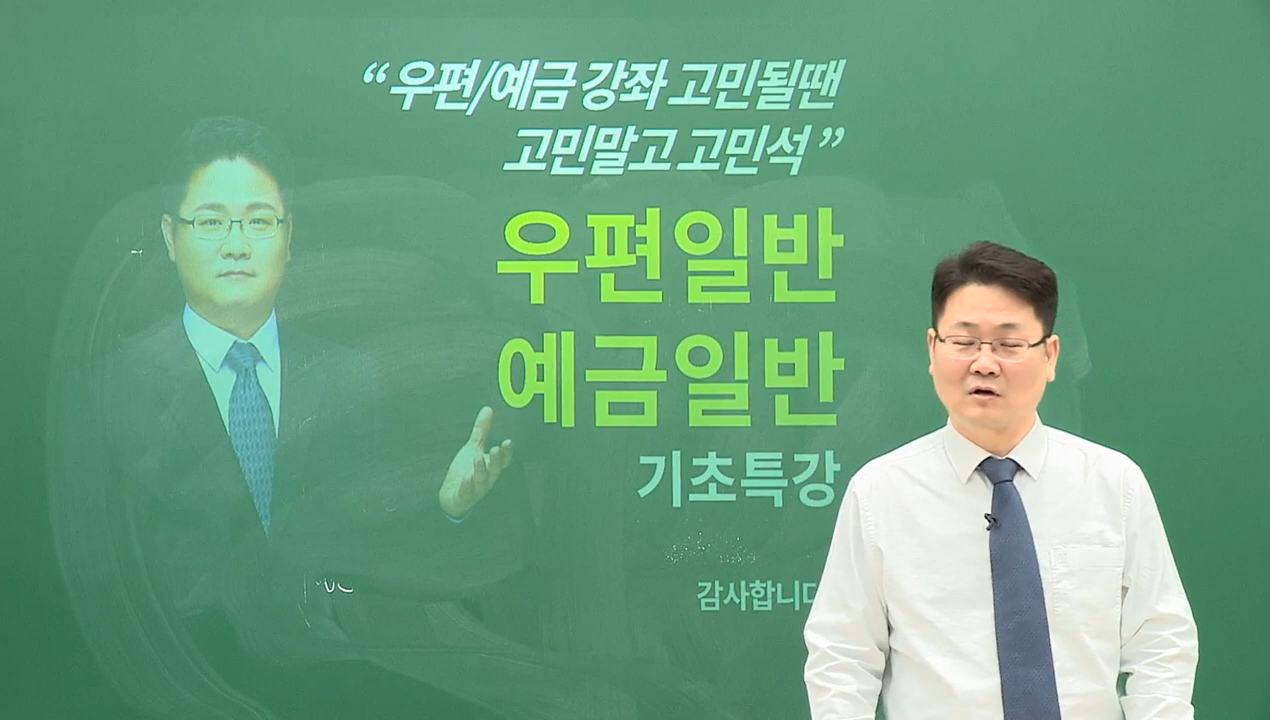 “ 우편/예금 강좌 고민될땐
고민말고 고민석 ”
우편일반
예금일반
기초특강
감사합니다